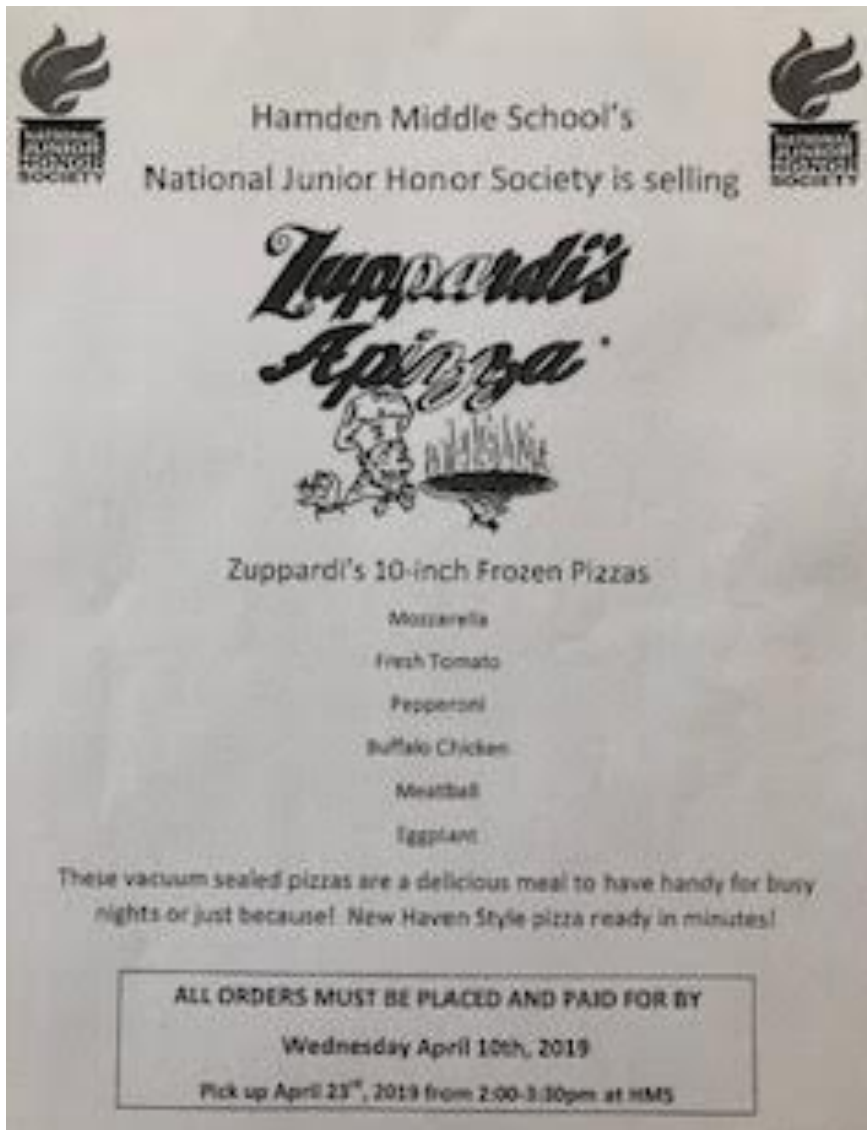 NATIONAL
JUNIOR
HONOR
SOCIETY
NATIONAL
JUNIOR
HONOR
SOCIETY
Hamden Middle School's
National Junior Honor Society is selling
Zuppardi's
Apizza
Zuppardi's 10-inch Frozen Pizzas
Mozzarella
Fresh Tomato
Pepperoni
Buffalo Chicken
Meatball
Eggplant
These vacuum sealed pizzas are a delicious meal to have handy for busy
nights or just because! New Haven Style pizza ready in minutes!
ALL ORDERS MUST BE PLACED AND PAID FOR BY
Wednesday April 10th, 2019
Pick up April 23rd, 2019 from 2:00-3:30pm at HMS